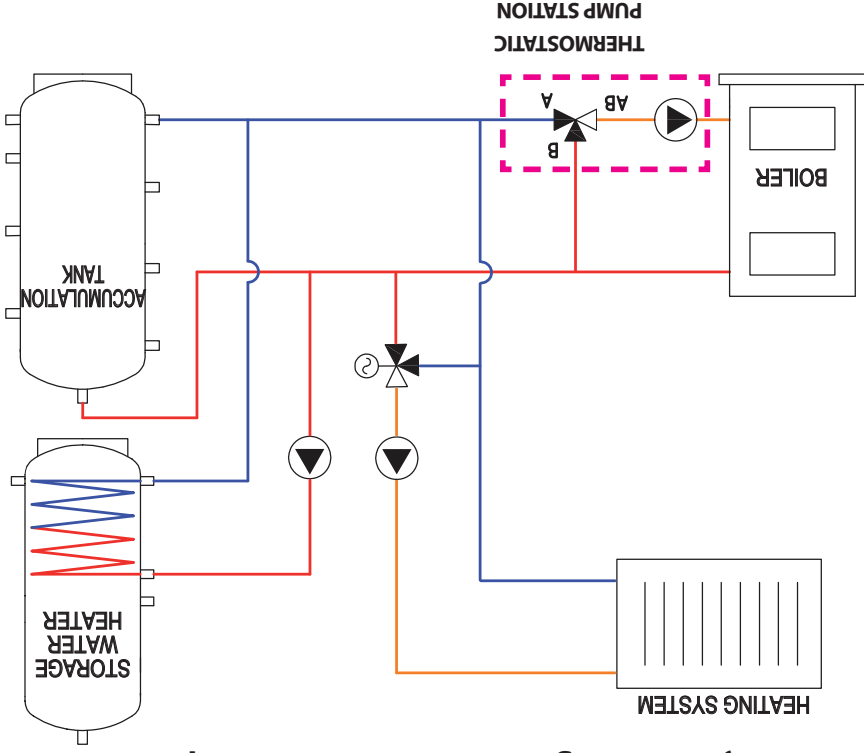 HEATING SYSTEM
STORAGE
WATER
HEATER
ACCUMULATION
TANK
BOILER
B
AB
A
THERMOSTATIC
PUMP STATION